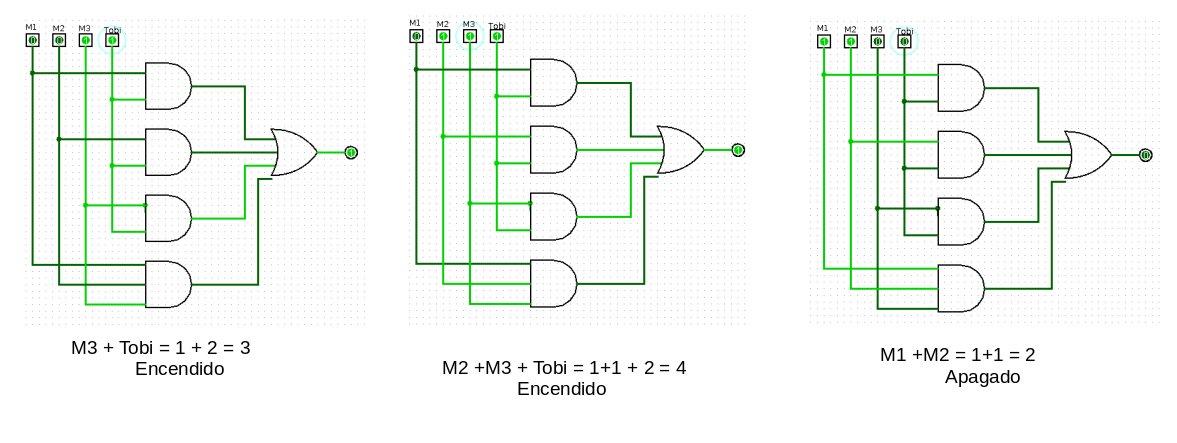 M1 M2 M3 Tobi
0 0 1 1
1
M3 + Tobi = 1 + 2 = 3
Encendido
M1 M2 M3 Tobi
0 1 1 1
1
M2 +M3 + Tobi = 1+1 + 2 = 4
Encendido
M1 M2 M3 Tobi
1 1 0 0
0
M1 +M2 = 1+1 = 2
Apagado